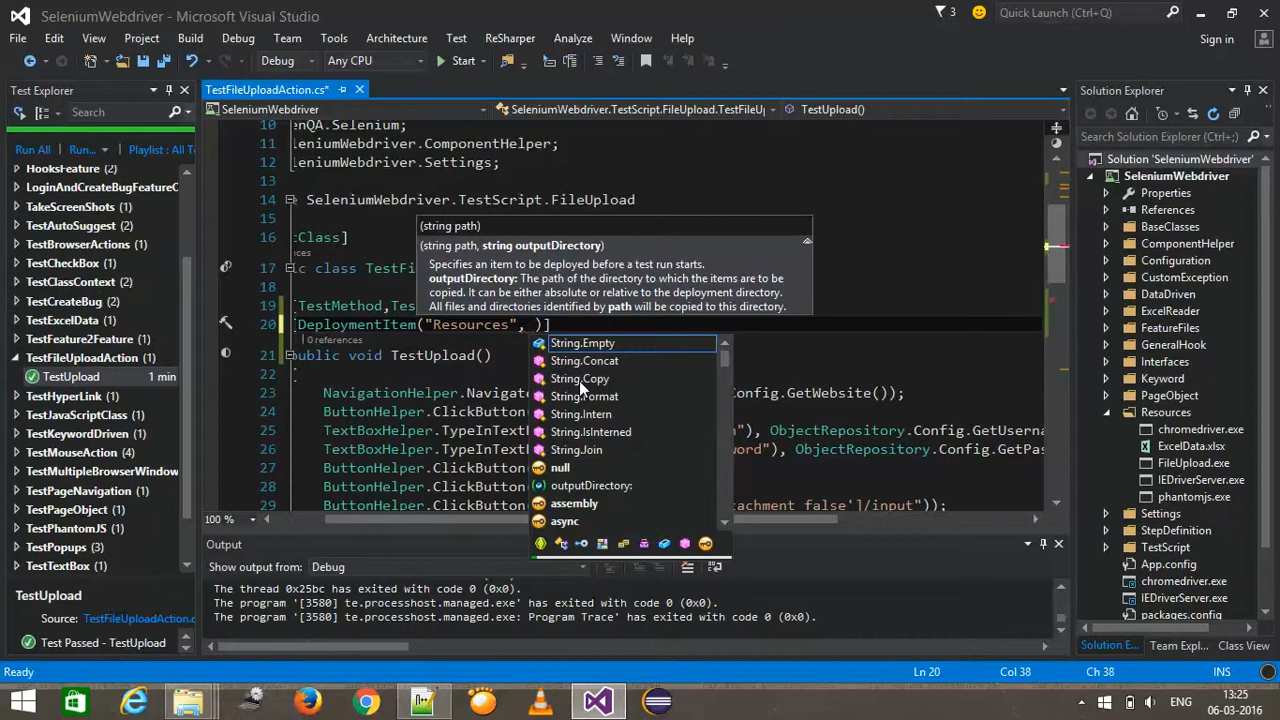 SeleniumWebdriver - Microsoft Visual Studio
3
Quick Launch (Ctrl+Q)
File Edit View Project Build Debug Team Tools Architecture Test ReSharper Analyze Window Help
Sign in
Debug Any CPU Start
Test Explorer
Search
Run All Run... Playlist : All T
HooksFeature (2)
LoginAndCreateBugFeatureC
TakeScreenShots (1)
TestAutoSuggest (2)
TestBrowserActions (1)
TestCheckBox (1)
TestClassContext (2)
TestCreateBug (1)
TestExcelData (1)
TestFeature2Feature (1)
TestFileUploadAction (1)
TestUpload 1 min
TestHyperLink (1)
TestJavaScriptClass (1)
TestKeywordDriven (1)
TestMouseAction (4)
TestMultipleBrowserWindow
TestPageNavigation (1)
TestPageObject (1)
TestPhantomJS (1)
TestPopups (1)
TestTextBox (1)
TestUpload
Source: TestFileUploadAction.c
Test Passed - TestUpload
TestFileUploadAction.cs*
SeleniumWebdriver SeleniumWebdriver.TestScript.FileUpload.TestFileUp TestUpload()
10 enQA.Selenium;
11 eleniumWebdriver.ComponentHelper;
12 eleniumWebdriver.Settings;
13
14 SeleniumWebdriver.TestScript.FileUpload
15
16 Class]
ences
17 c class TestFi
18
19 TestMethod,Tes
20 DeploymentItem("Resources", )]
0 references
21 public void TestUpload()
22
23 NavigationHelper.Navigat onfig.GetWebsite());
24 ButtonHelper.ClickButton
25 TextBoxHelper.TypeInText n"), ObjectRepository.Config.GetUserna
26 TextBoxHelper.TypeInText word"), ObjectRepository.Config.GetPas
27 ButtonHelper.ClickButton
28 ButtonHelper.ClickButton
29 ButtonHelper.ClickButton tachment false']/input"));
(string path)
(string path, string outputDirectory)
Specifies an item to be deployed before a test run starts.
outputDirectory: The path of the directory to which the items are to be
copied. It can be either absolute or relative to the deployment directory.
All files and directories identified by path will be copied to this directory.
String.Empty
String.Concat
String.Copy
String.Format
String.Intern
String.IsInterned
String.Join
null
outputDirectory:
assembly
async
100 %
Output
Show output from: Debug
The thread 0x25bc has exited with code 0 (0x0).
The program '[3580] te.processhost.managed.exe' has exited with code 0 (0x0).
The program '[3580] te.processhost.managed.exe: Program Trace' has exited with code 0 (0x0).
Solution Explorer
Search Solution Explorer (Ctrl+;)
Solution 'SeleniumWebdriver'
SeleniumWebdriver
Properties
References
BaseClasses
ComponentHelper
Configuration
CustomException
DataDriven
ExcelReader
FeatureFiles
GeneralHook
Interfaces
Keyword
PageObject
Resources
chromedriver.exe
ExcelData.xlsx
FileUpload.exe
IEDriverServer.exe
phantomjs.exe
Settings
StepDefinition
TestScript
App.config
chromedriver.exe
IEDriverServer.exe
packages.config
Solution E... Team Expl... Class View
Ready Ln 20 Col 38 Ch 38 INS
13:25
06-03-2016